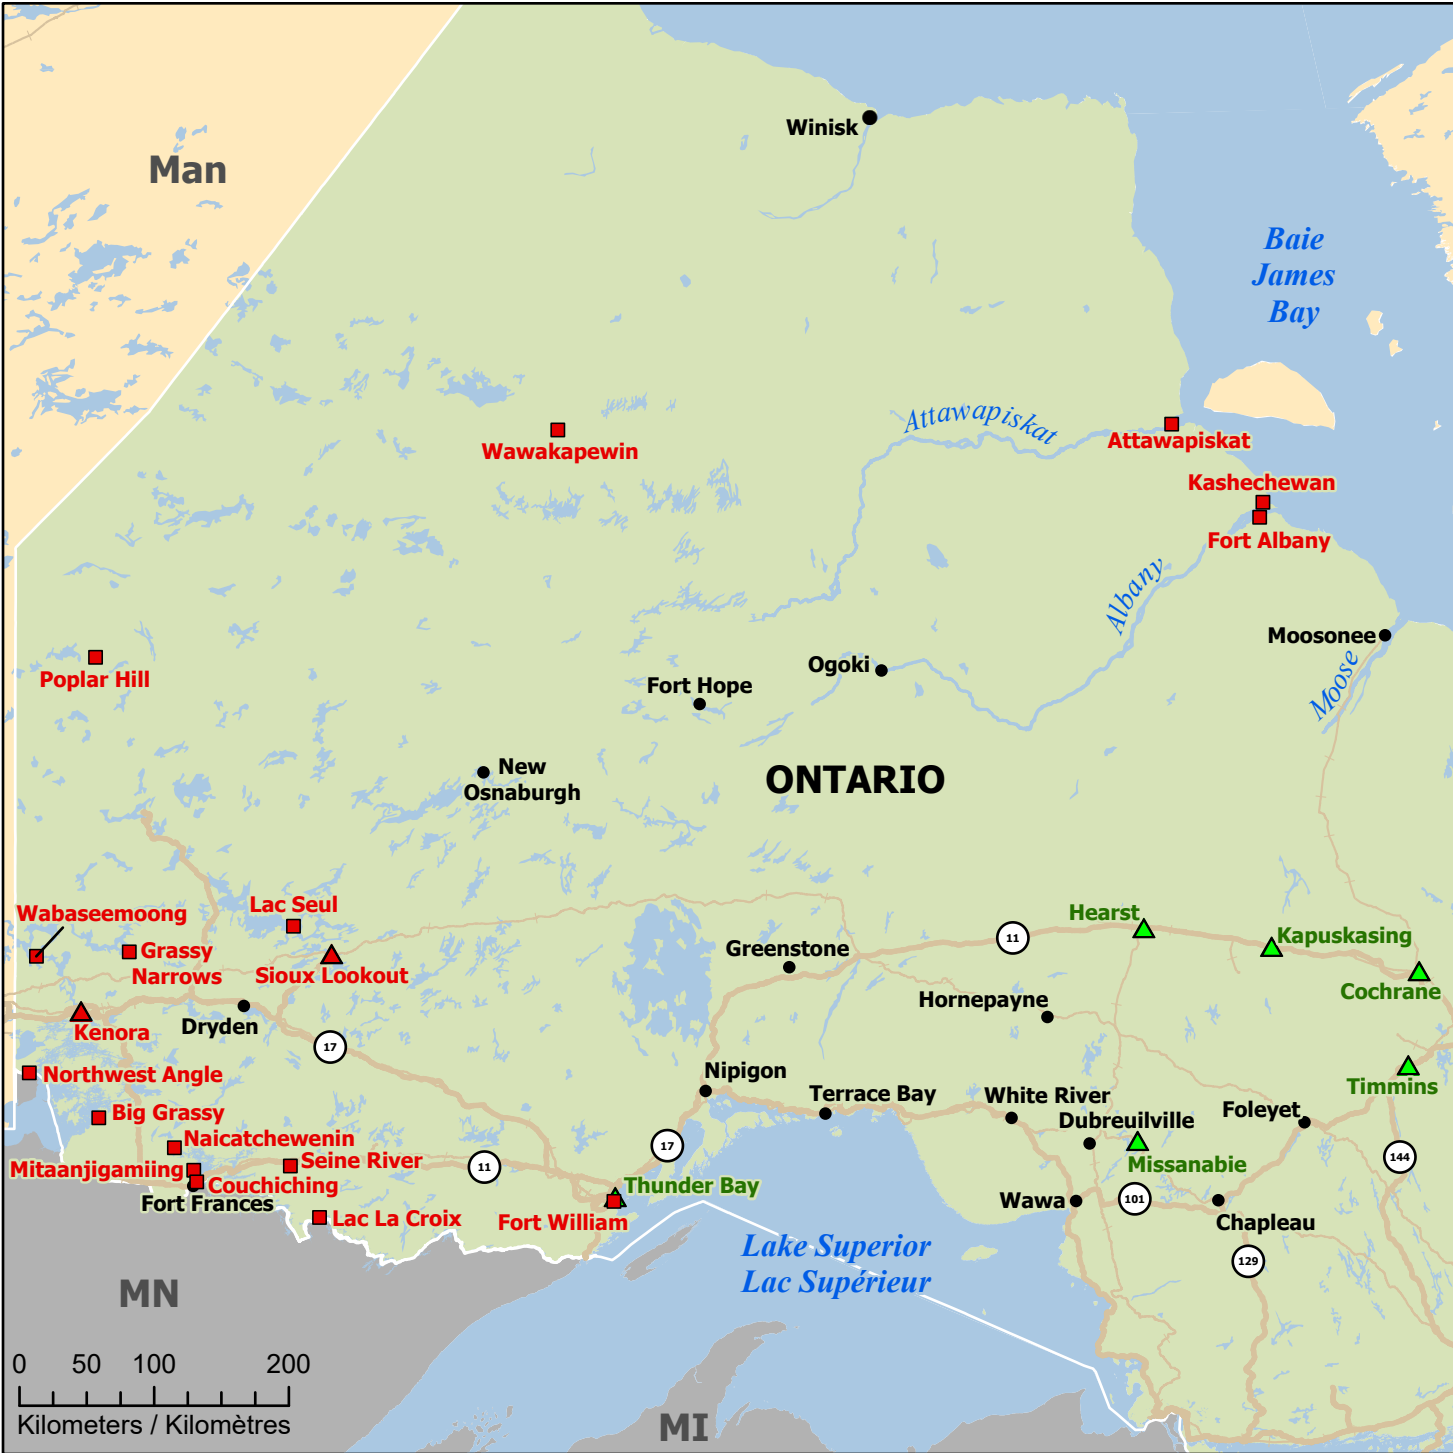 Winisk
Man
Baie
James
Bay
Attawapiskat
Attawapiskat
Wawakapewin
Kashechewan
Fort Albany
Albany
Moosonee
Moose
Poplar Hill
Ogoki
Fort Hope
New
Osnaburgh
ONTARIO
Wabaseemoong
Lac Seul
Grassy
Narrows
Sioux Lookout
Hearst
11
Kapuskasing
Greenstone
Cochrane
Hornepayne
Kenora
Dryden
17
Northwest Angle
Nipigon
Timmins
Terrace Bay
White River
Foleyet
Big Grassy
Dubreuilville
Naicatchewenin
17
144
Mitaanjigamiing
Seine River
11
Missanabie
Couchiching
Thunder Bay
Fort Frances
Wawa
101
Lac La Croix
Fort William
Chapleau
Lake Superior
Lac Supérieur
129
MN
0 50 100 200
Kilometers / Kilomètres
MI